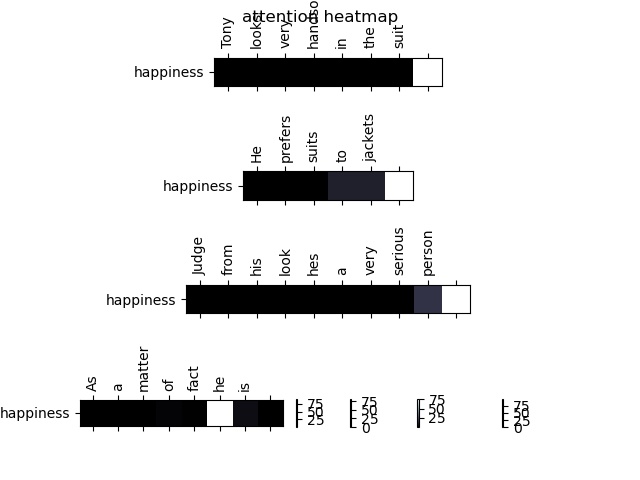 attention heatmap
Tony looks very in the suit
happiness
He prefers suits to jackets
happiness
Judge from his look hes a very serious person
happiness
As a matter of fact he is
happiness
75 75 75 75
50 50 50 50
25 25 25 25
0 0